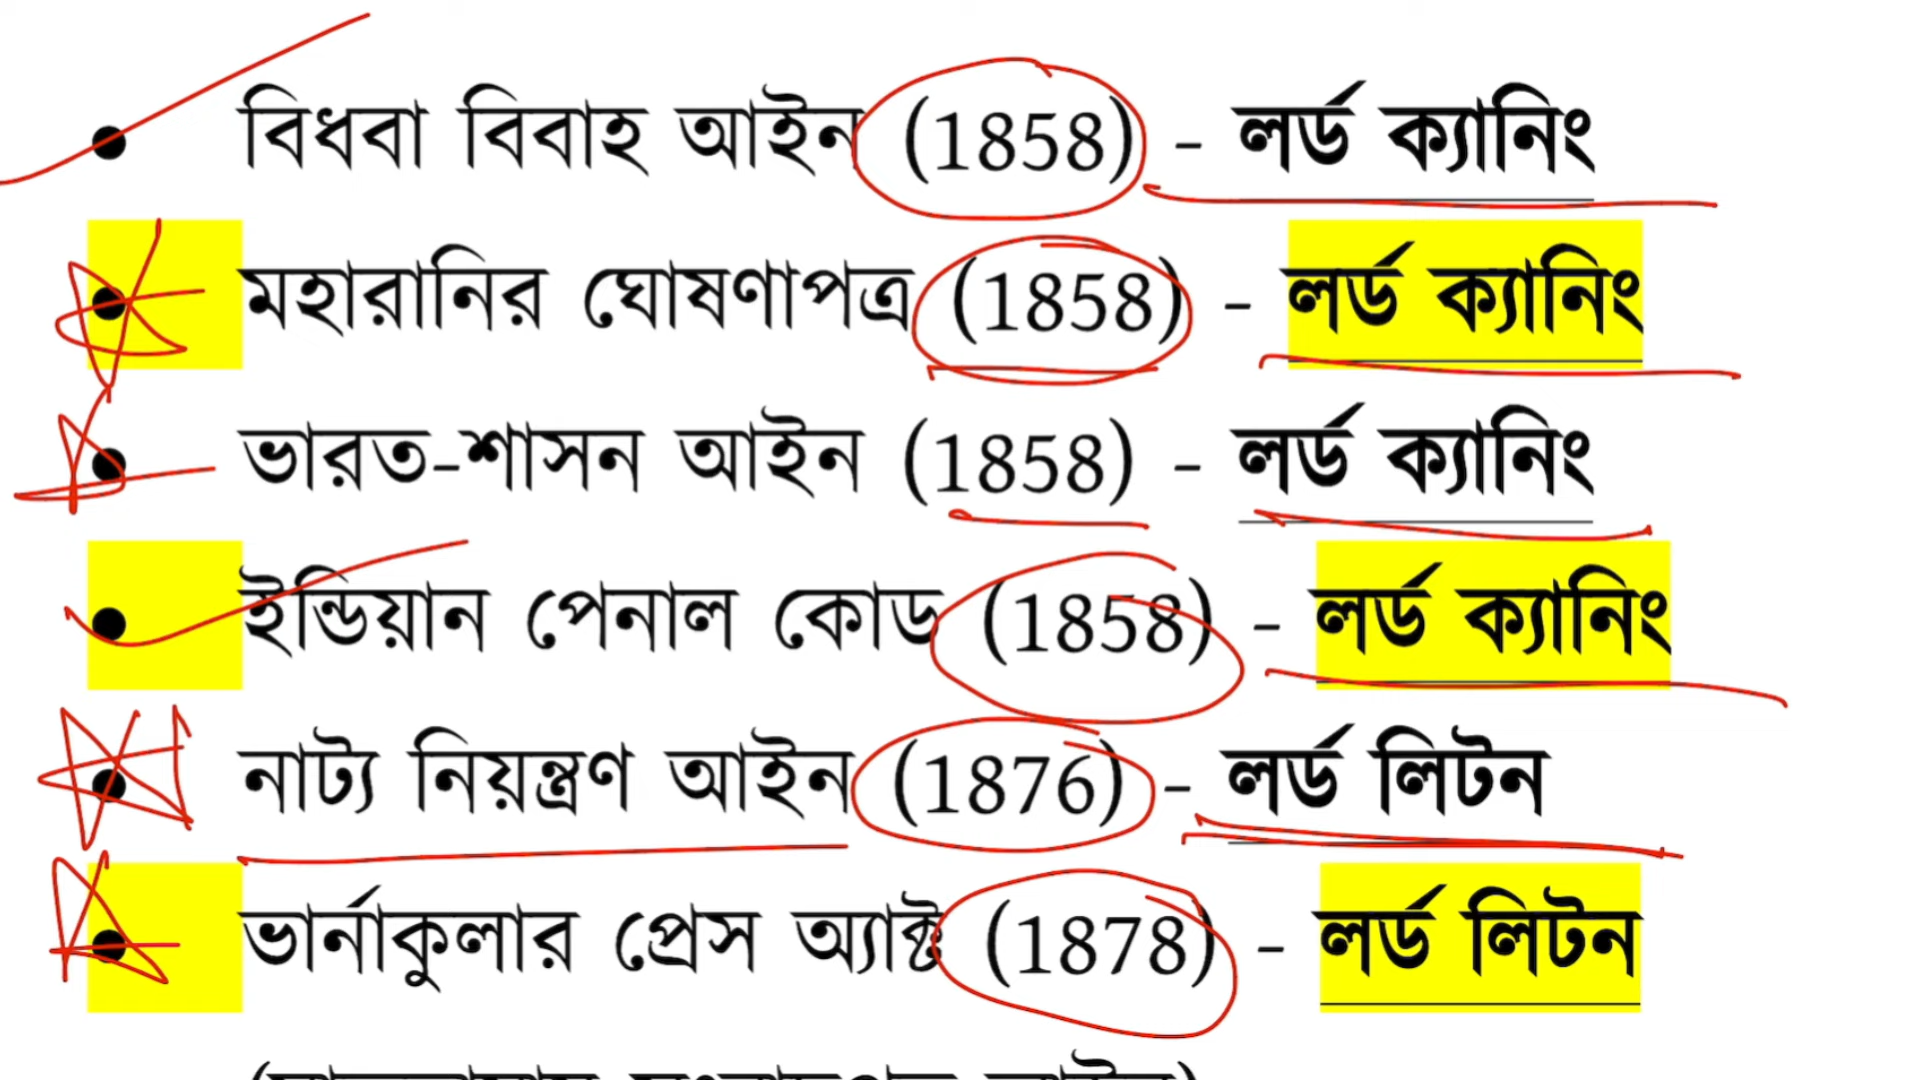 • বিধবা বিবাহ আইন (1858) - লর্ড ক্যানিং
• মহারানির ঘোষণাপত্র (1858) - লর্ড ক্যানিং
• ভারত-শাসন আইন (1858) - লর্ড ক্যানিং
• ইন্ডিয়ান পেনাল কোড (1858) - লর্ড ক্যানিং
• নাট্য নিয়ন্ত্রণ আইন (1876) - লর্ড লিটন
• ভার্নাকুলার প্রেস অ্যাক্ট (1878) - লর্ড লিটন